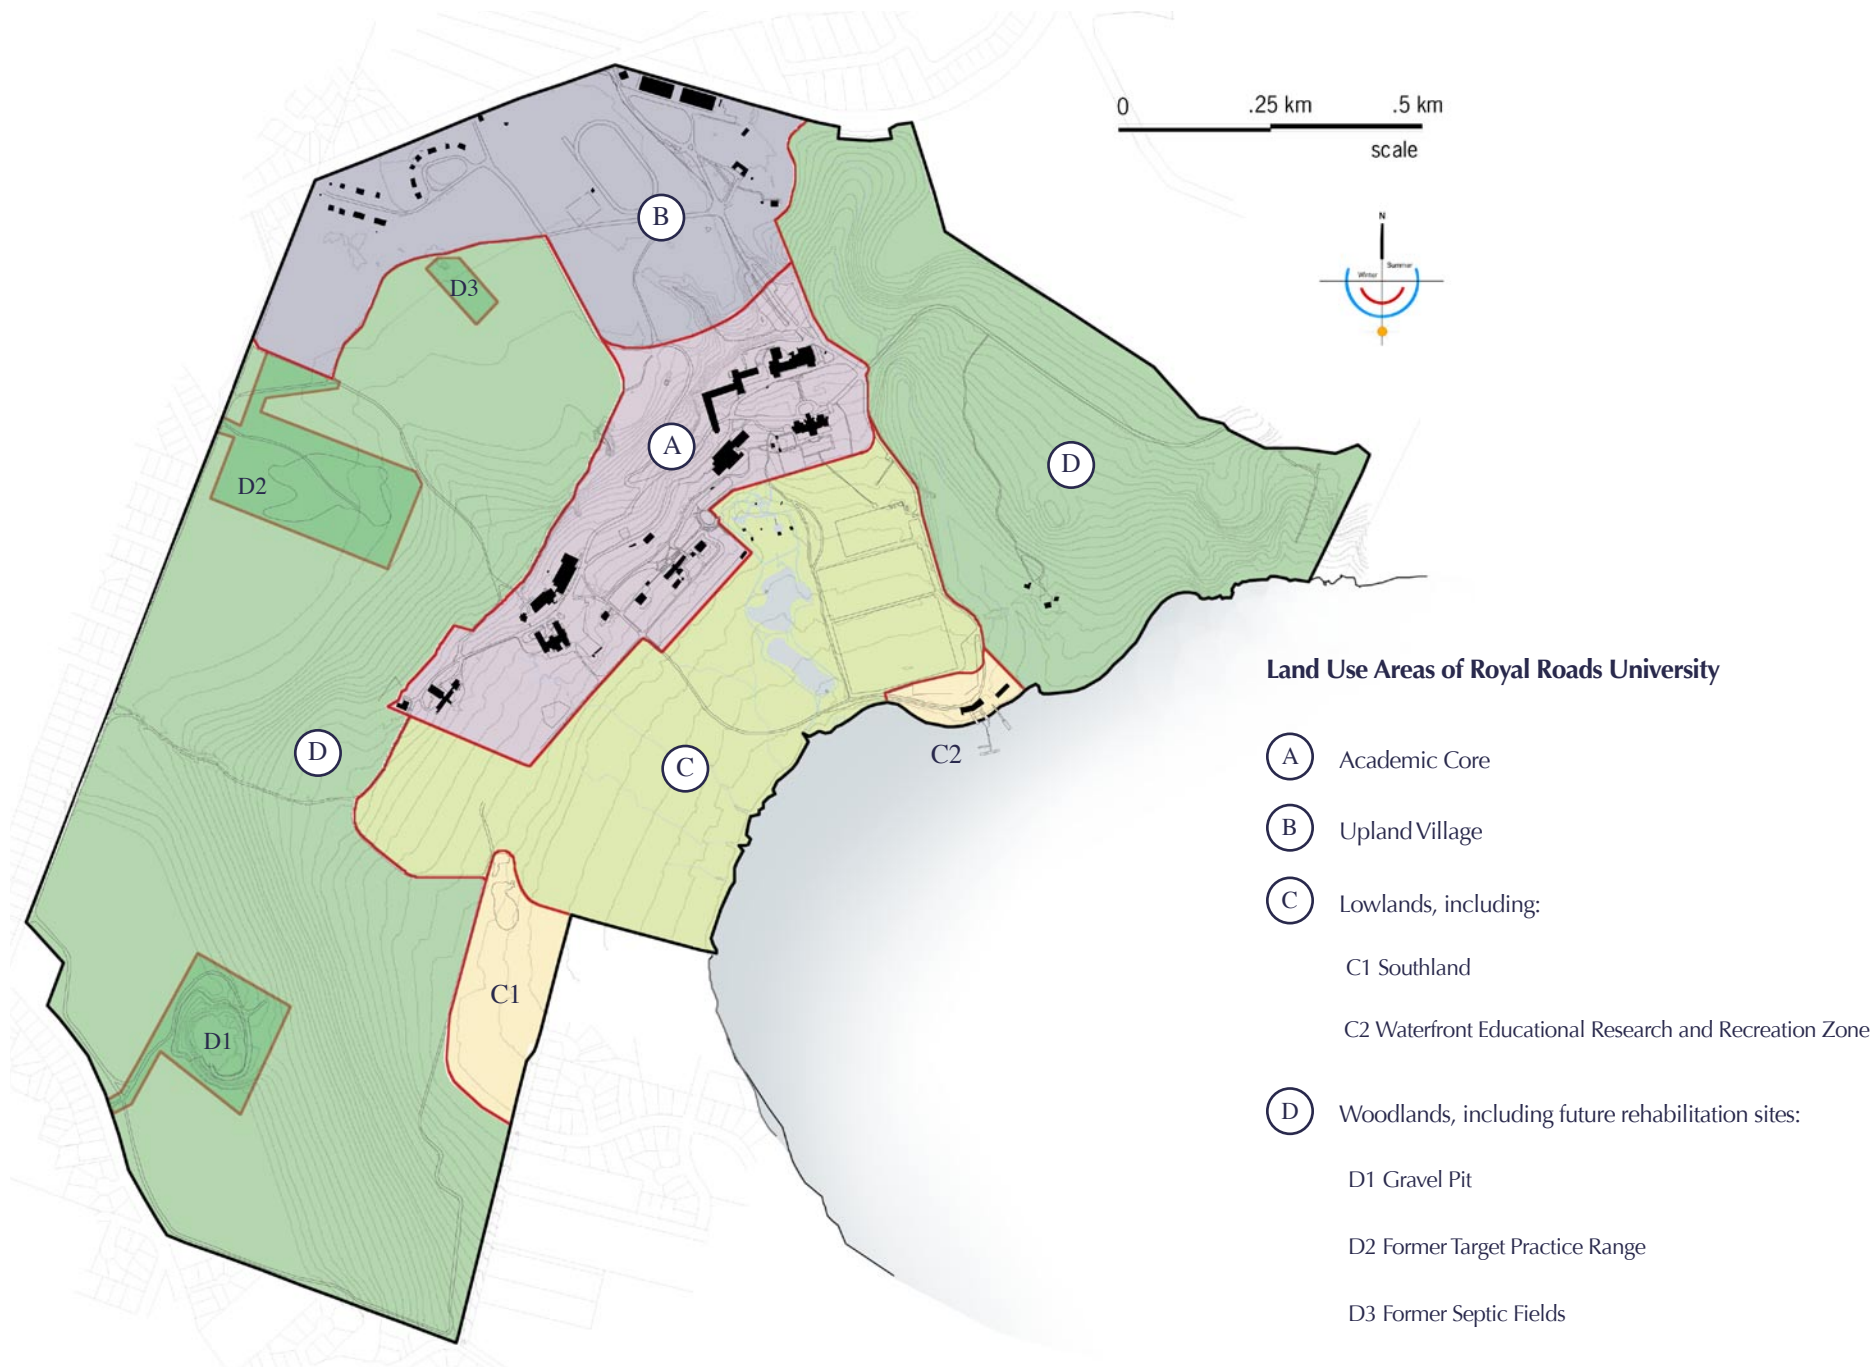 0 .25 km .5 km
scale
N
Summer
Winter
B
D3
A
D
D2
D
C
C2
C1
D1
Land Use Areas of Royal Roads University
A Academic Core
B Upland Village
C Lowlands, including:
C1 Southland
C2 Waterfront Educational Research and Recreation Zone
D Woodlands, including future rehabilitation sites:
D1 Gravel Pit
D2 Former Target Practice Range
D3 Former Septic Fields